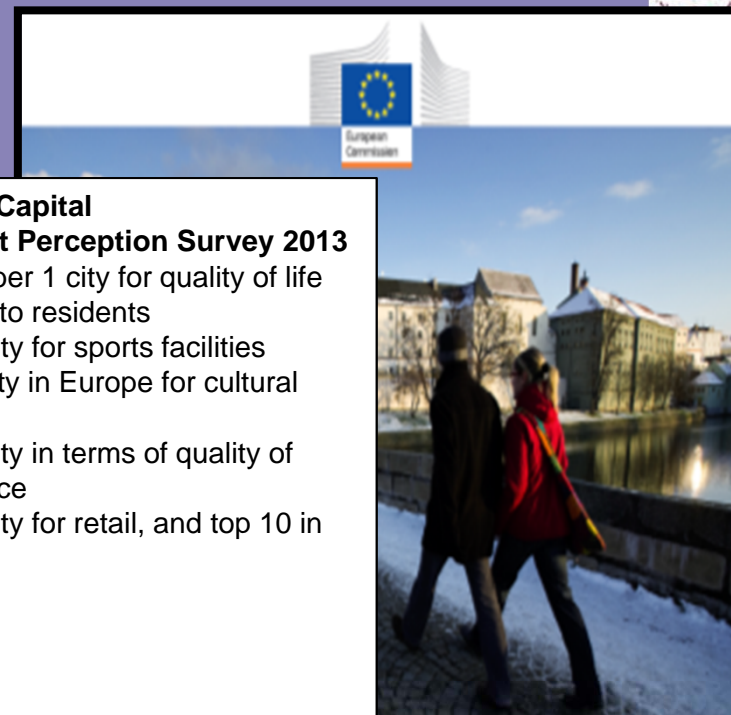 European
Commission
Capital
t Perception Survey 2013
er 1 city for quality of life
to residents
ty for sports facilities
ty in Europe for cultural
ty in terms of quality of
ce
ty for retail, and top 10 in